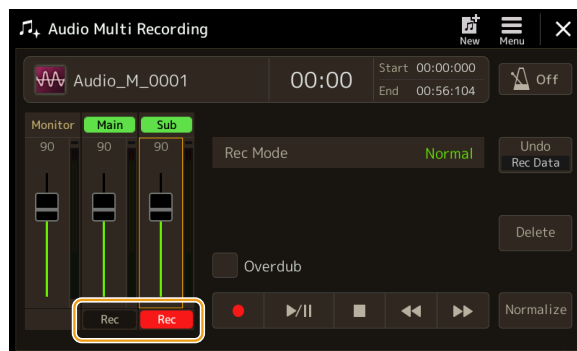 Audio Multi Recording
New
Menu
Audio_M_0001
00:00
Start 00:00:000
End 00:56:104
Off
Monitor Main Sub
90 90 90
Rec Mode Normal
Undo
Rec Data
Delete
Overdub
Rec Rec
Normalize